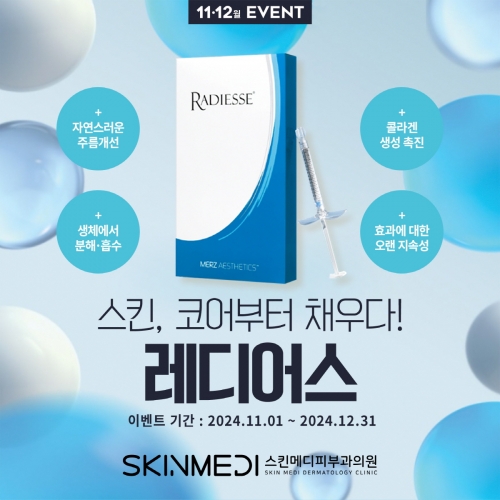 11·12월 EVENT
RADIESSE®
+
자연스러운
주름개선
+
콜라겐
생성 촉진
+
생체에서
분해·흡수
+
효과에 대한
오랜 지속성
MERZ AESTHETICS™
스킨, 코어부터 채우다!
레디어스
이벤트 기간 : 2024.11.01 ~ 2024.12.31
SKINMEDI 스킨메디피부과의원
SKIN MEDI DERMATOLOGY CLINIC